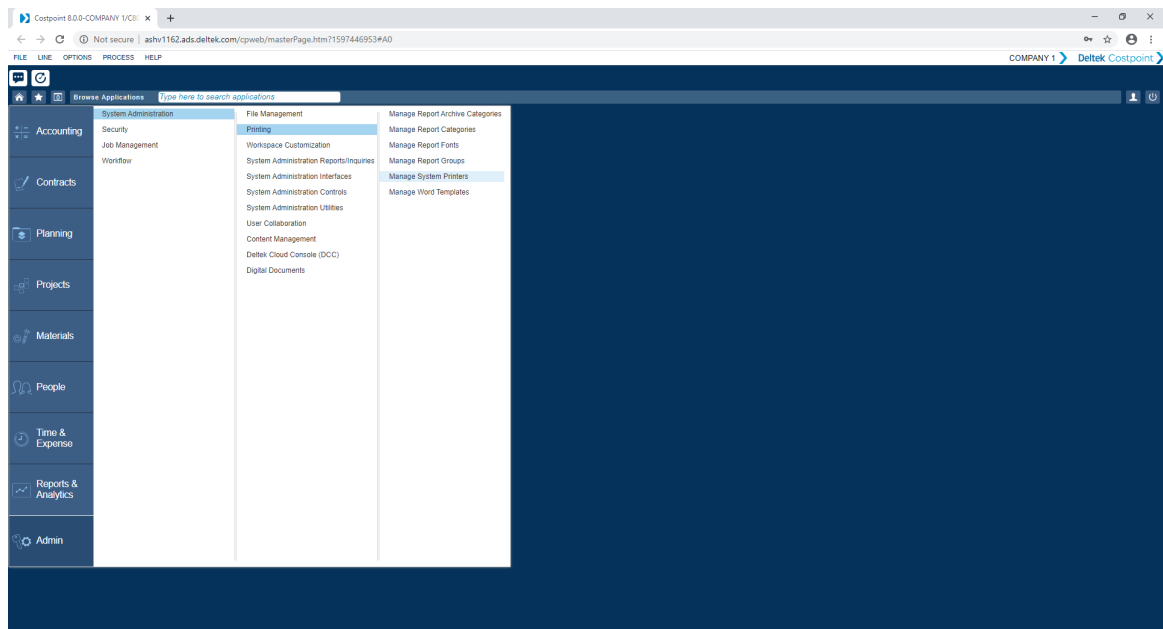 Costpoint 8.0.0-COMPANY 1/C8
Not secure | ashv1162.ads.deltek.com/cpweb/masterPage.htm?1597446953#A0
FILE LINE OPTIONS PROCESS HELP
COMPANY 1 Deltek Costpoint
Browse Applications Type here to search applications
Accounting
Contracts
Planning
Projects
Materials
People
Time &
Expense
Reports &
Analytics
Admin
System Administration
Security
Job Management
Workflow
File Management
Printing
Workspace Customization
System Administration Reports/Inquiries
System Administration Interfaces
System Administration Controls
System Administration Utilities
User Collaboration
Content Management
Deltek Cloud Console (DCC)
Digital Documents
Manage Report Archive Categories
Manage Report Categories
Manage Report Fonts
Manage Report Groups
Manage System Printers
Manage Word Templates